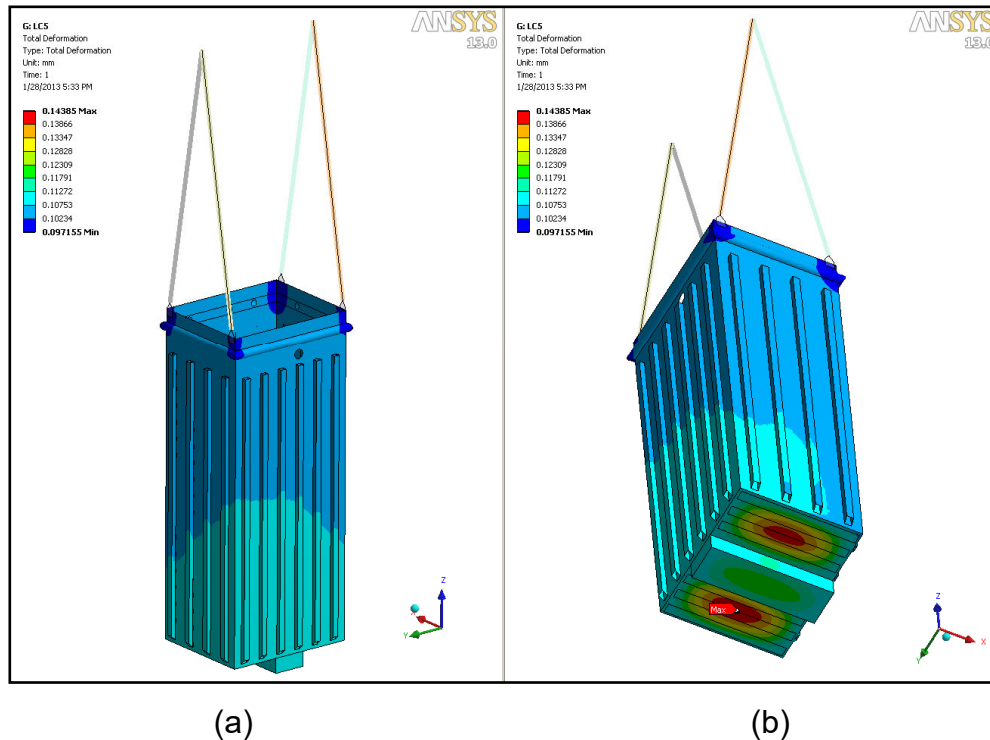 G: LC5
Total Deformation
Type: Total Deformation
Unit: mm
Time: 1
1/28/2013 5:33 PM
0.14385 Max
0.13866
0.13347
0.12828
0.12309
0.11791
0.11272
0.10753
0.10234
0.097155 Min
ANSYS
13.0
Z
X
Y
G: LC5
Total Deformation
Type: Total Deformation
Unit: mm
Time: 1
1/28/2013 5:33 PM
0.14385 Max
0.13866
0.13347
0.12828
0.12309
0.11791
0.11272
0.10753
0.10234
0.097155 Min
ANSYS
13.0
Max
Z
X
Y
(a)
(b)